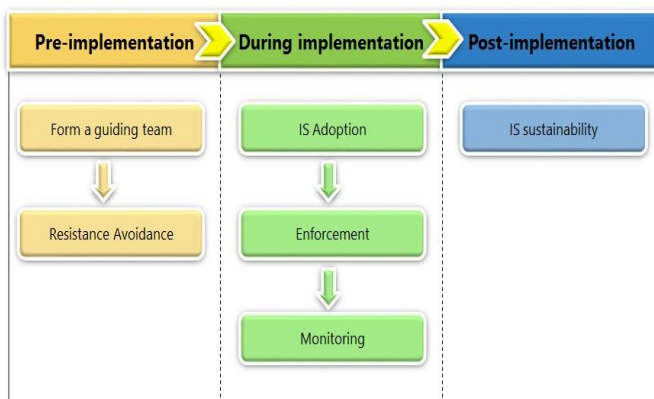 Pre-implementation
During implementation
Post-implementation
Form a guiding team
IS Adoption
IS sustainability
Resistance Avoidance
Enforcement
Monitoring